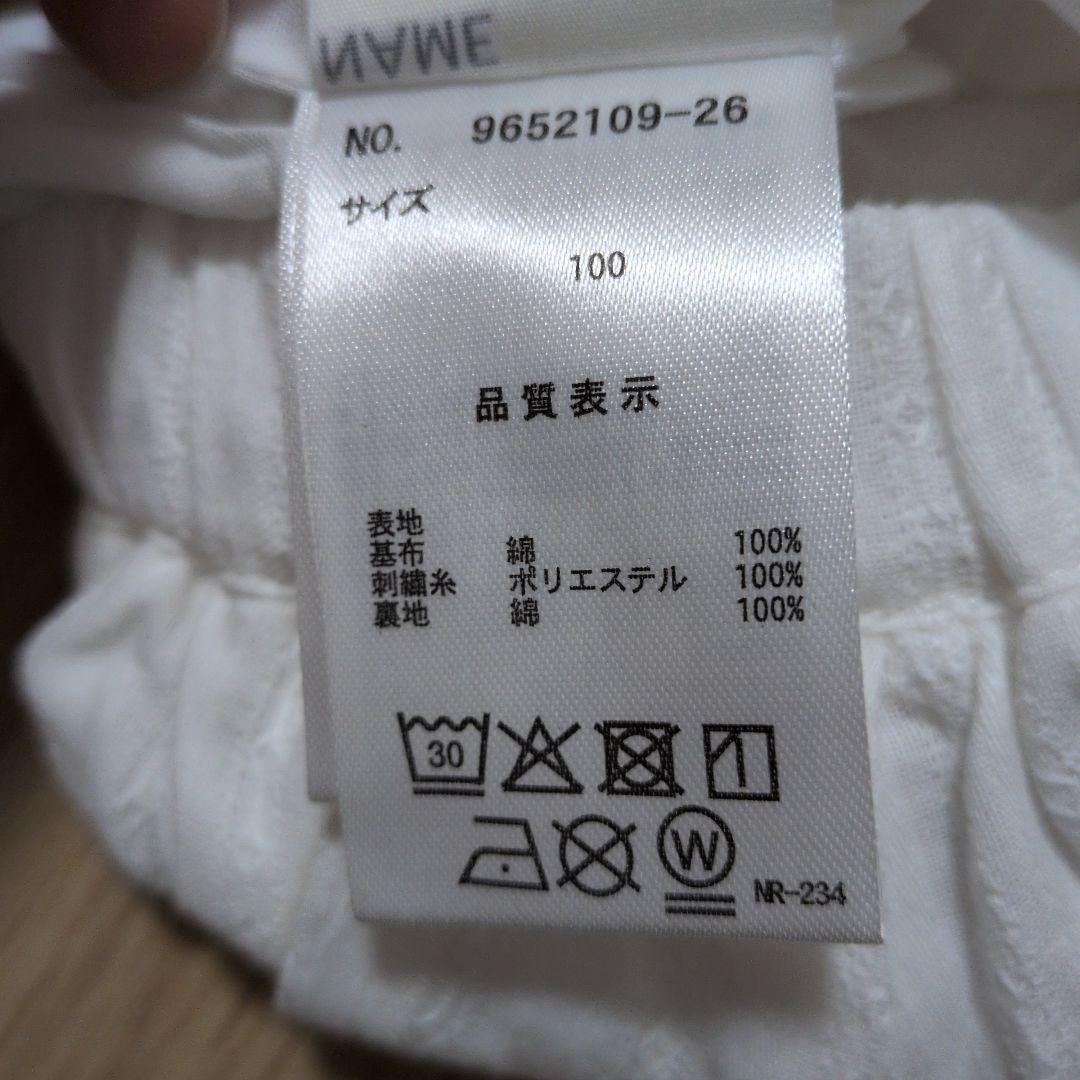 NAME
NO. 9652109-26
サイズ
100
品質表示
表地
基布 綿 100%
刺繍糸 ポリエステル 100%
裏地 綿 100%
30
W
NR-234